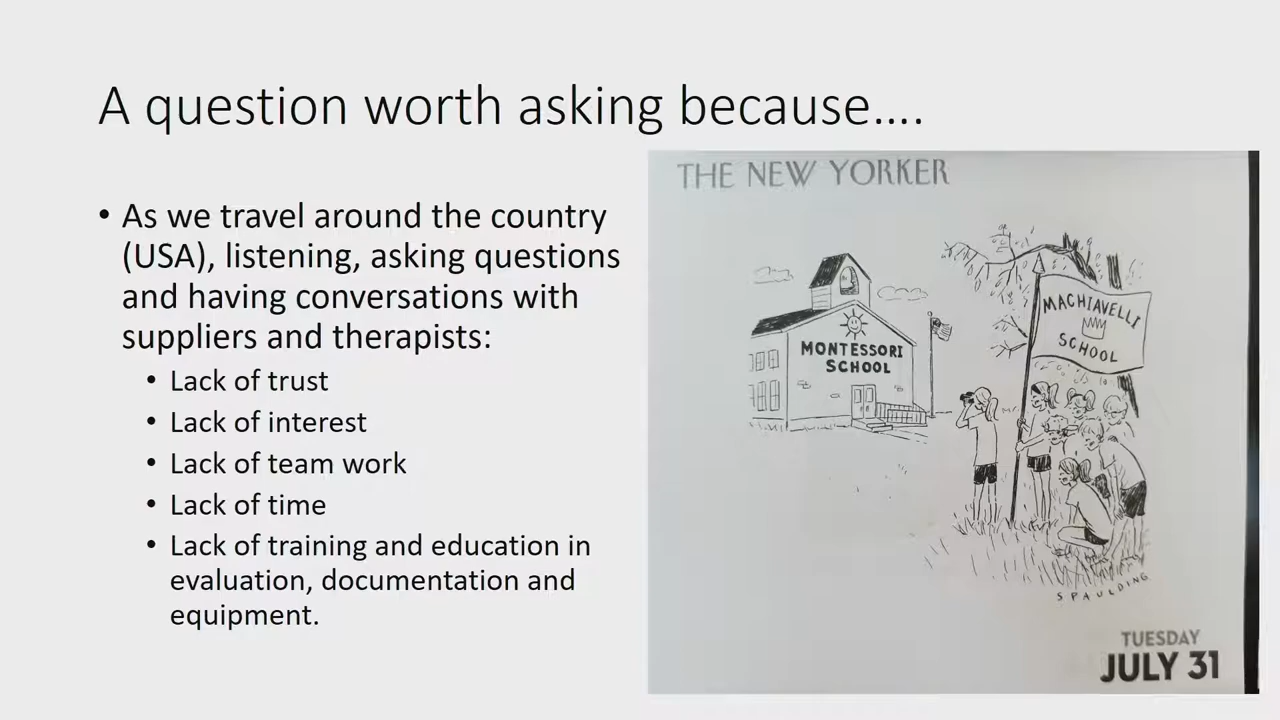 A question worth asking because….
• As we travel around the country
(USA), listening, asking questions
and having conversations with
suppliers and therapists:
• Lack of trust
• Lack of interest
• Lack of team work
• Lack of time
• Lack of training and education in
evaluation, documentation and
equipment.
THE NEW YORKER
MONTESSORI
SCHOOL
MACHIAVELLI
SCHOOL
SPAULDING
TUESDAY
JULY 31